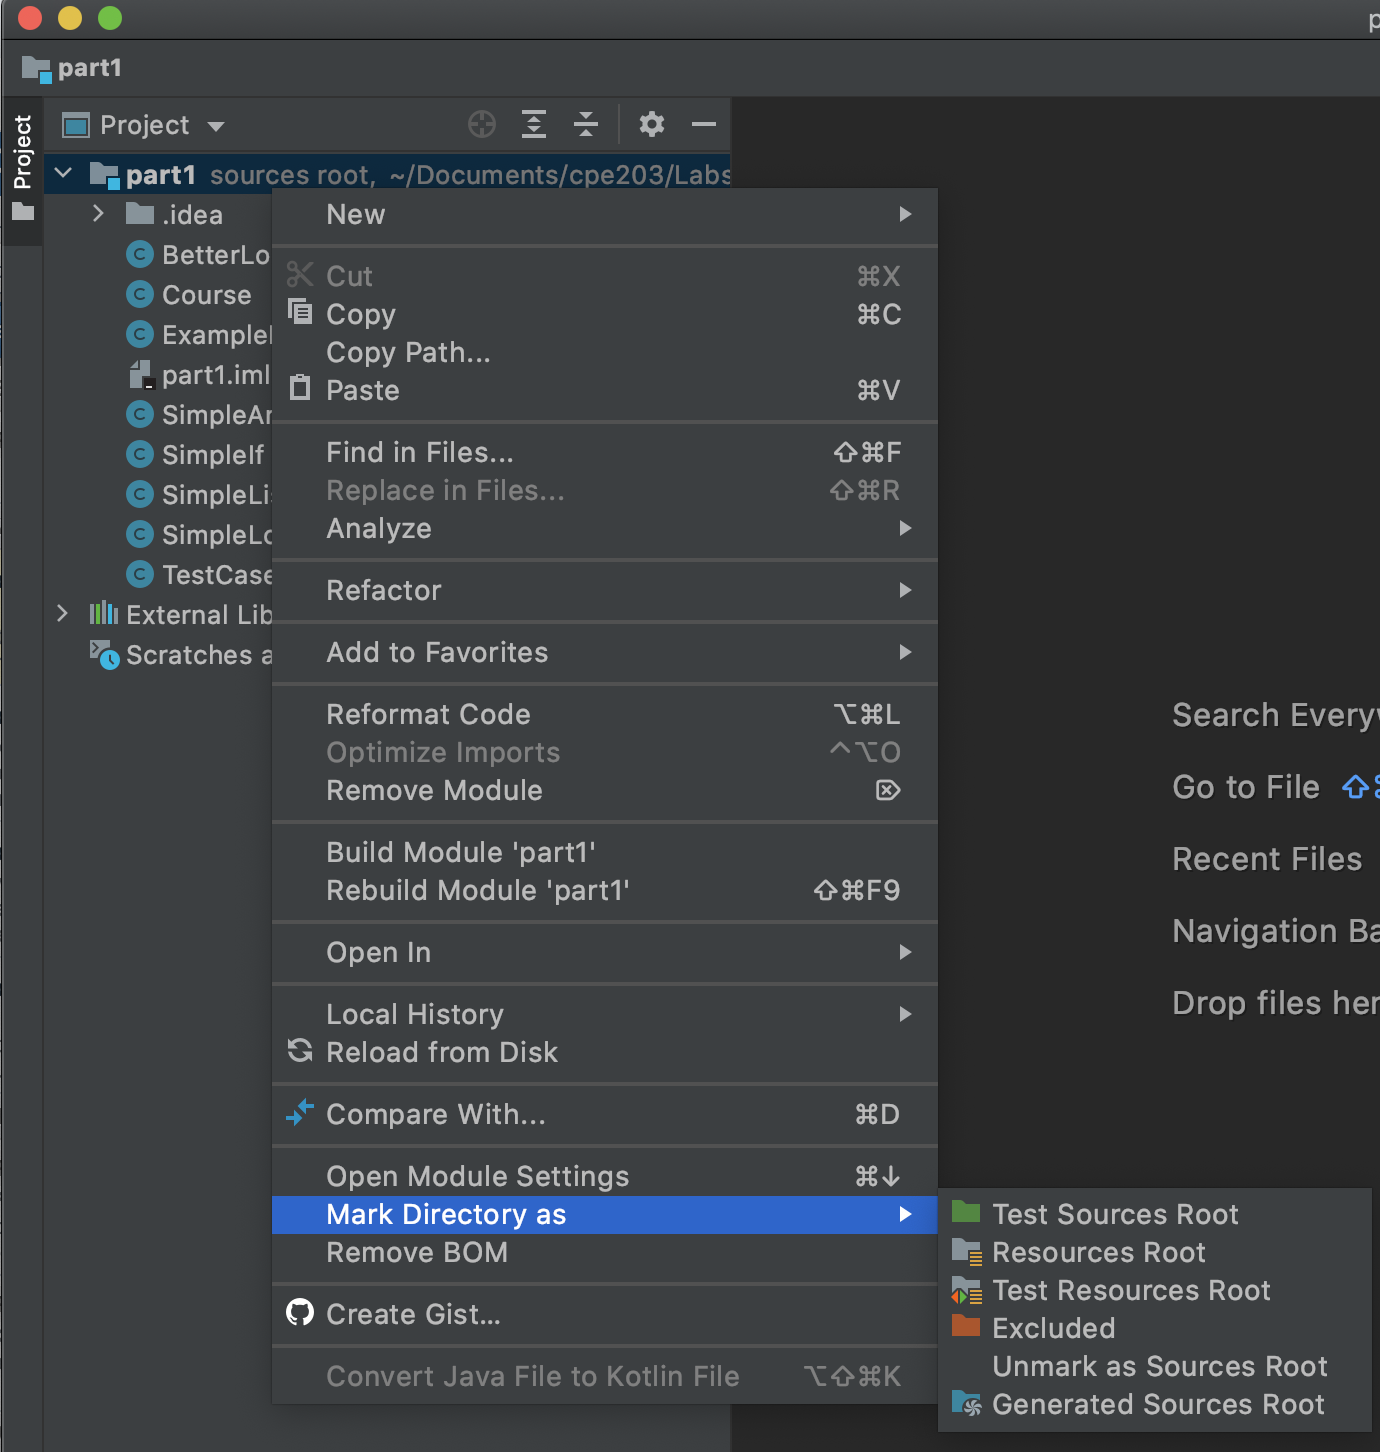 part1
Project
Project
part1 sources root, ~/Documents/cpe203/Labs
.idea
BetterLo
Course
Example
part1.iml
SimpleAr
SimpleIf
SimpleLi
SimpleLo
TestCase
External Lib
Scratches a
New
Cut ⌘X
Copy ⌘C
Copy Path...
Paste ⌘V
Find in Files... ⇧⌘F
Replace in Files... ⇧⌘R
Analyze
Refactor
Add to Favorites
Reformat Code ⌥⌘L
Optimize Imports ^⌥O
Remove Module ⌦
Build Module 'part1'
Rebuild Module 'part1' ⇧⌘F9
Open In
Local History
Reload from Disk
Compare With... ⌘D
Open Module Settings ⌘↓
Mark Directory as
Remove BOM
Create Gist...
Convert Java File to Kotlin File ⌥⇧⌘K
Test Sources Root
Resources Root
Test Resources Root
Excluded
Unmark as Sources Root
Generated Sources Root
Search Every
Go to File ⇧⌘
Recent Files
Navigation Ba
Drop files her